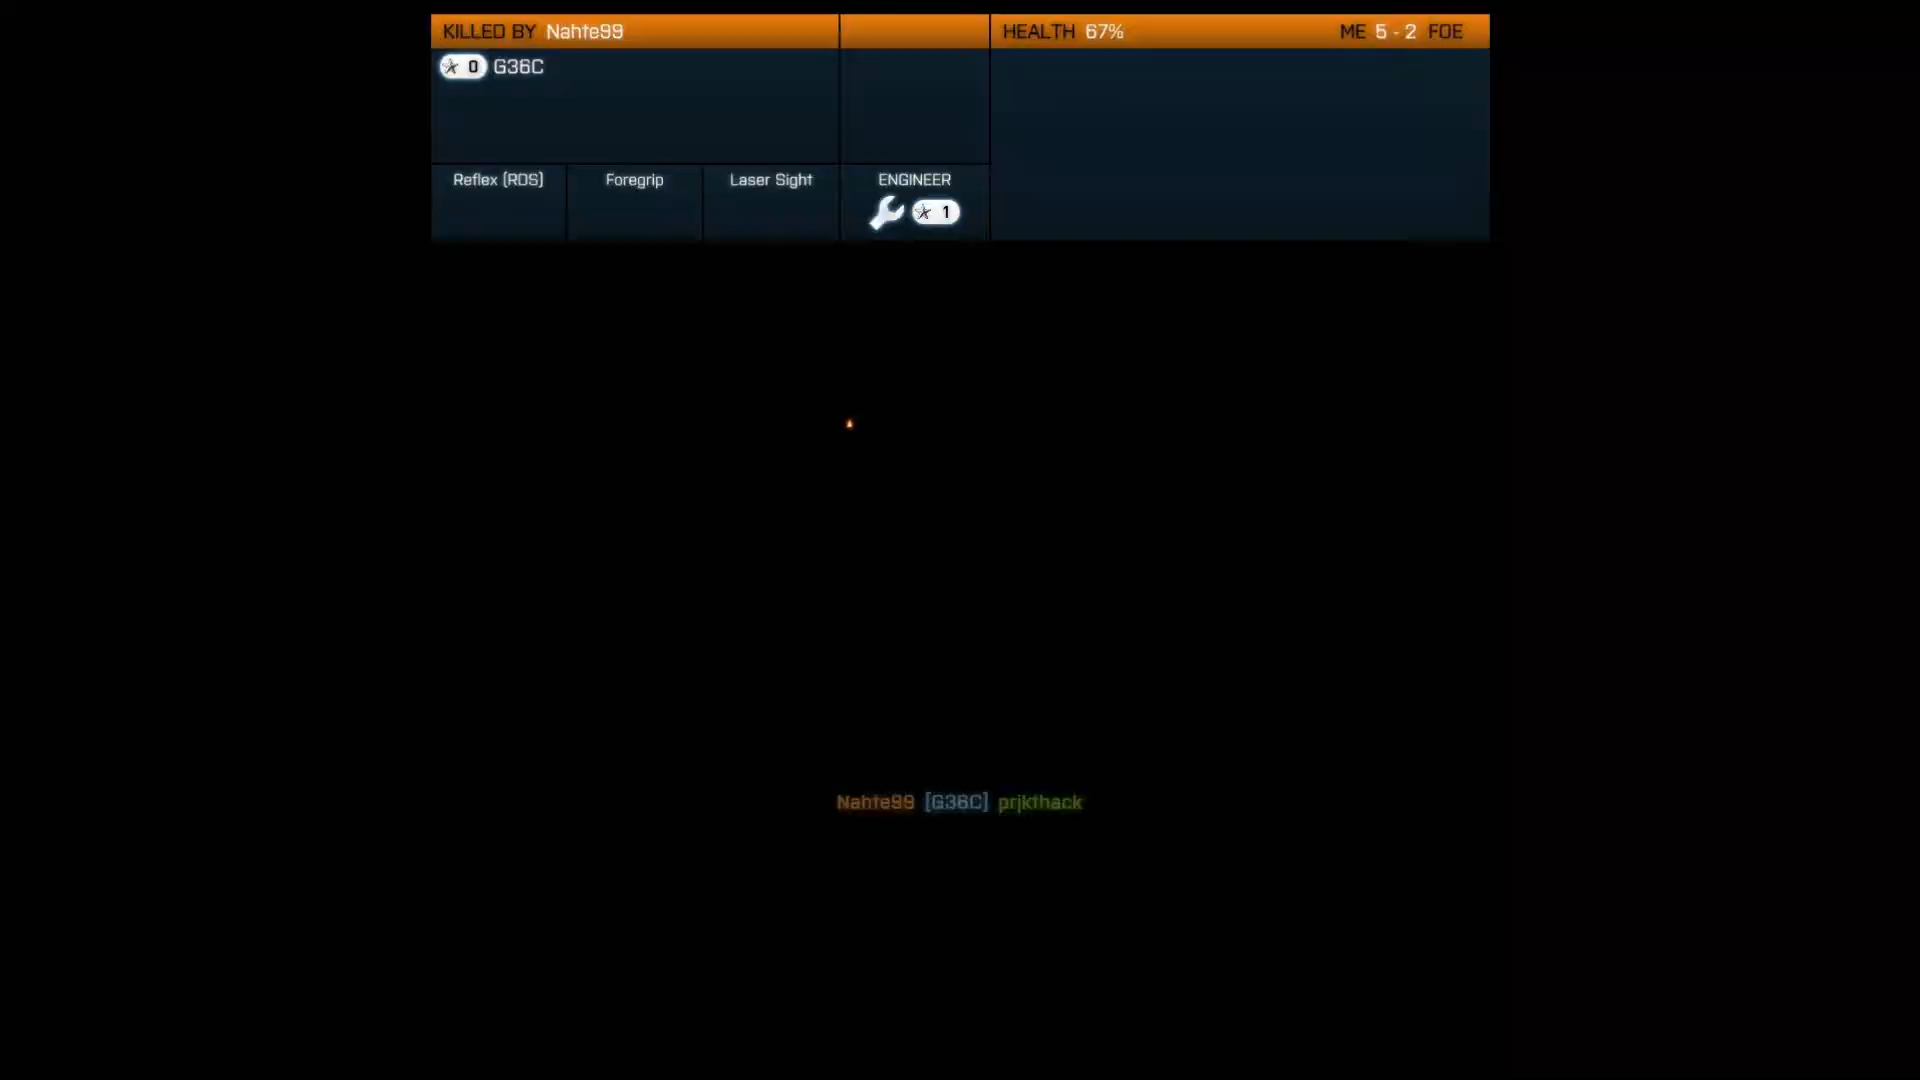 KILLED BY Nahte99
HEALTH 67%
ME 5 - 2 FOE
0 G36C
Reflex (RDS)
Foregrip
Laser Sight
ENGINEER
1
Nahte99 [G36C] prjkthack